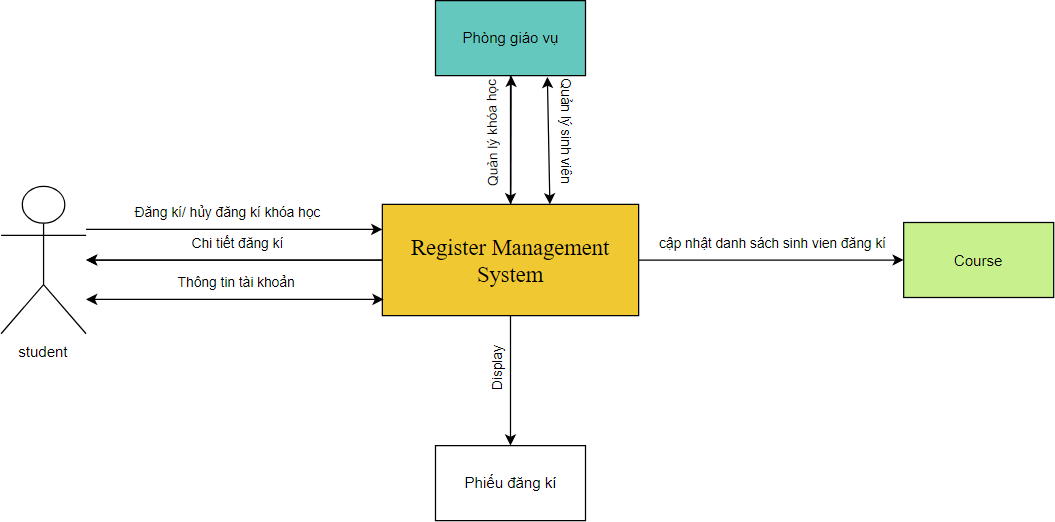 Phòng giáo vụ
Quản lý khóa học
Quản lý sinh viên
Đăng kí/ hủy đăng kí khóa học
Chi tiết đăng kí
Thông tin tài khoản
student
Register Management
System
cập nhật danh sách sinh vien đăng kí
Course
Display
Phiếu đăng kí